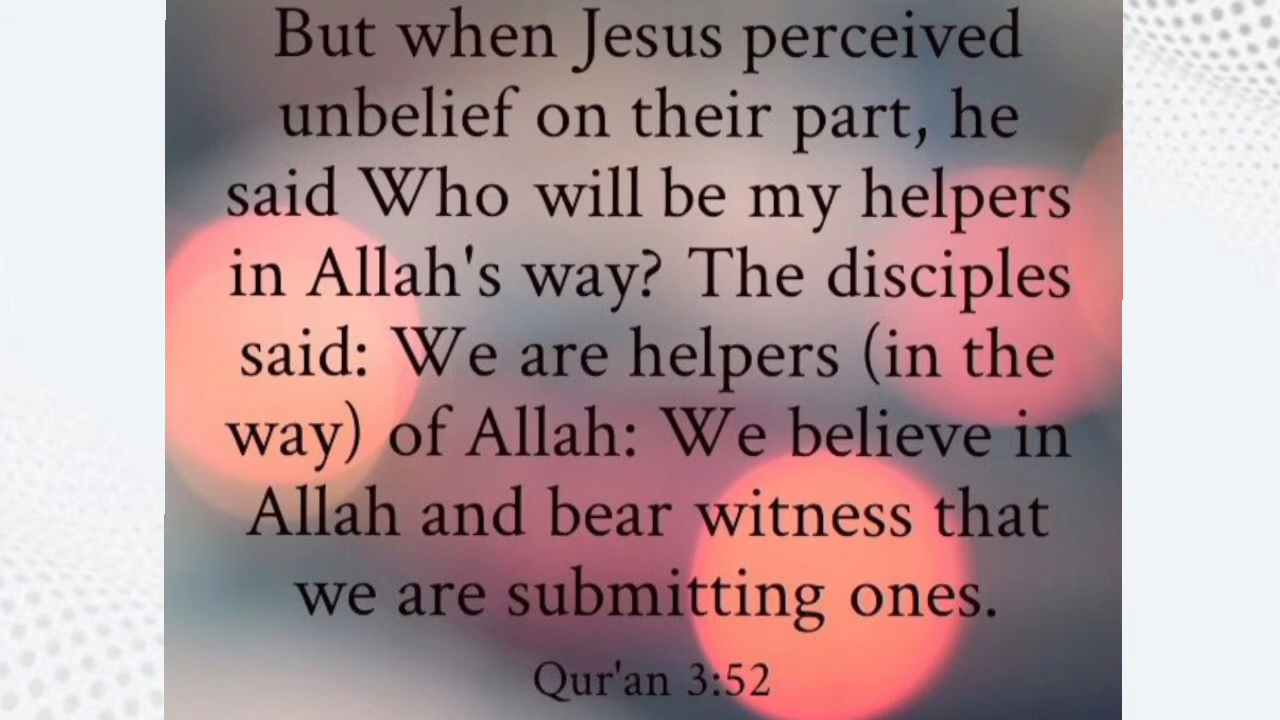 But when Jesus perceived
unbelief on their part, he
said Who will be my helpers
in Allah's way? The disciples
said: We are helpers (in the
way) of Allah: We believe in
Allah and bear witness that
we are submitting ones.
Qur'an 3:52